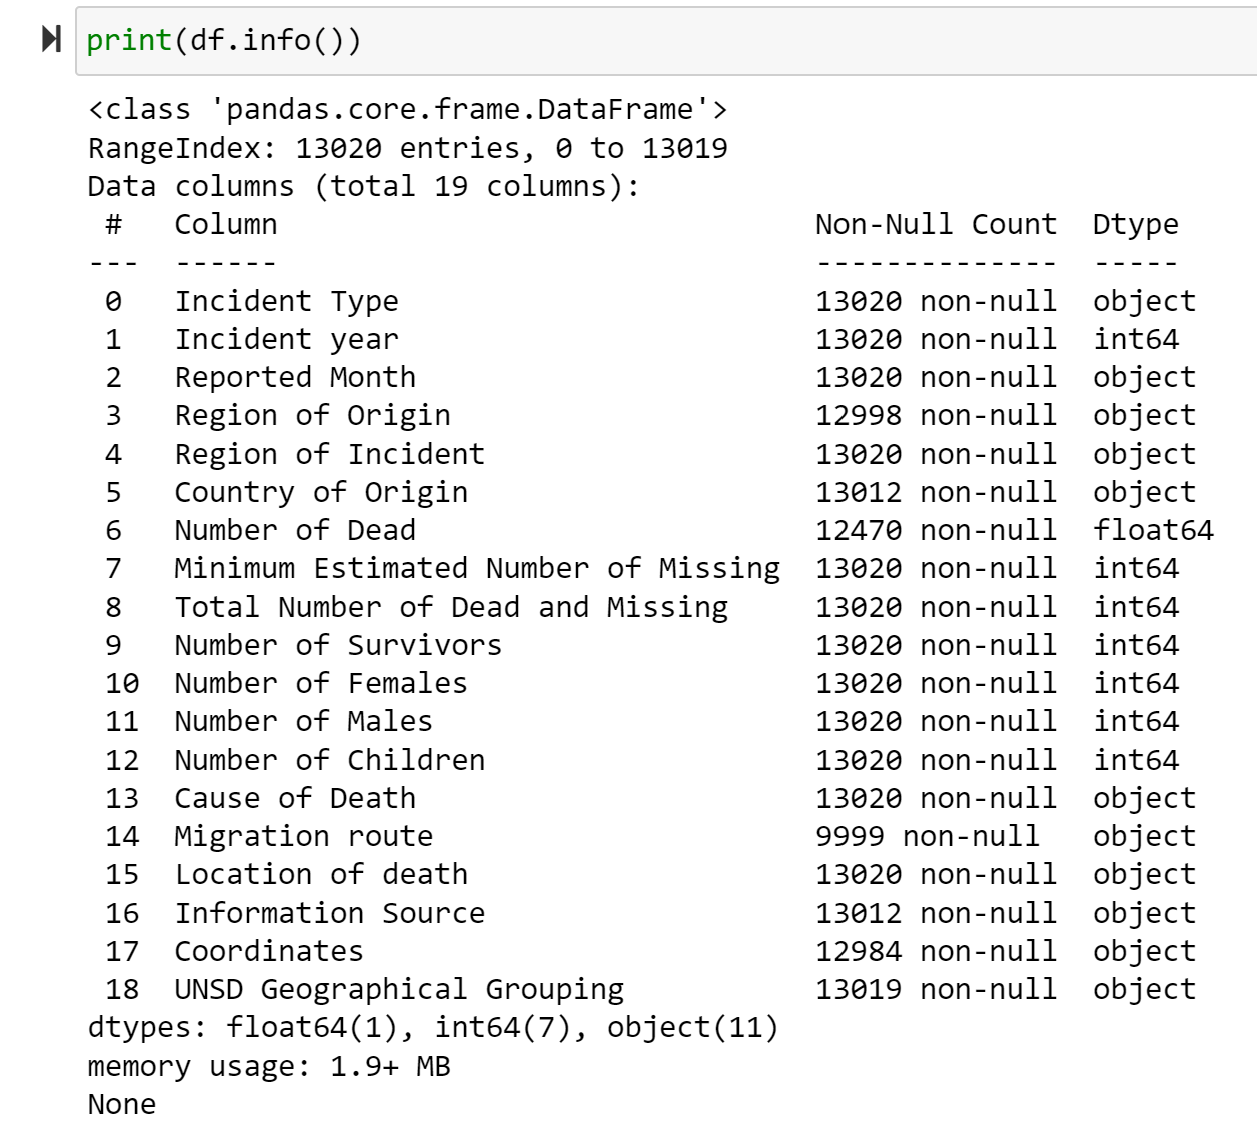 print(df.info())
<class 'pandas.core.frame.DataFrame'>
RangeIndex: 13020 entries, 0 to 13019
Data columns (total 19 columns):
 #   Column                               Non-Null Count  Dtype
---  ------                               --------------  -----
 0   Incident Type                        13020 non-null  object
 1   Incident year                        13020 non-null  int64
 2   Reported Month                       13020 non-null  object
 3   Region of Origin                     12998 non-null  object
 4   Region of Incident                   13020 non-null  object
 5   Country of Origin                    13012 non-null  object
 6   Number of Dead                       12470 non-null  float64
 7   Minimum Estimated Number of Missing  13020 non-null  int64
 8   Total Number of Dead and Missing     13020 non-null  int64
 9   Number of Survivors                  13020 non-null  int64
 10  Number of Females                    13020 non-null  int64
 11  Number of Males                      13020 non-null  int64
 12  Number of Children                   13020 non-null  int64
 13  Cause of Death                       13020 non-null  object
 14  Migration route                      9999 non-null   object
 15  Location of death                    13020 non-null  object
 16  Information Source                   13012 non-null  object
 17  Coordinates                          12984 non-null  object
 18  UNSD Geographical Grouping           13019 non-null  object
dtypes: float64(1), int64(7), object(11)
memory usage: 1.9+ MB
None